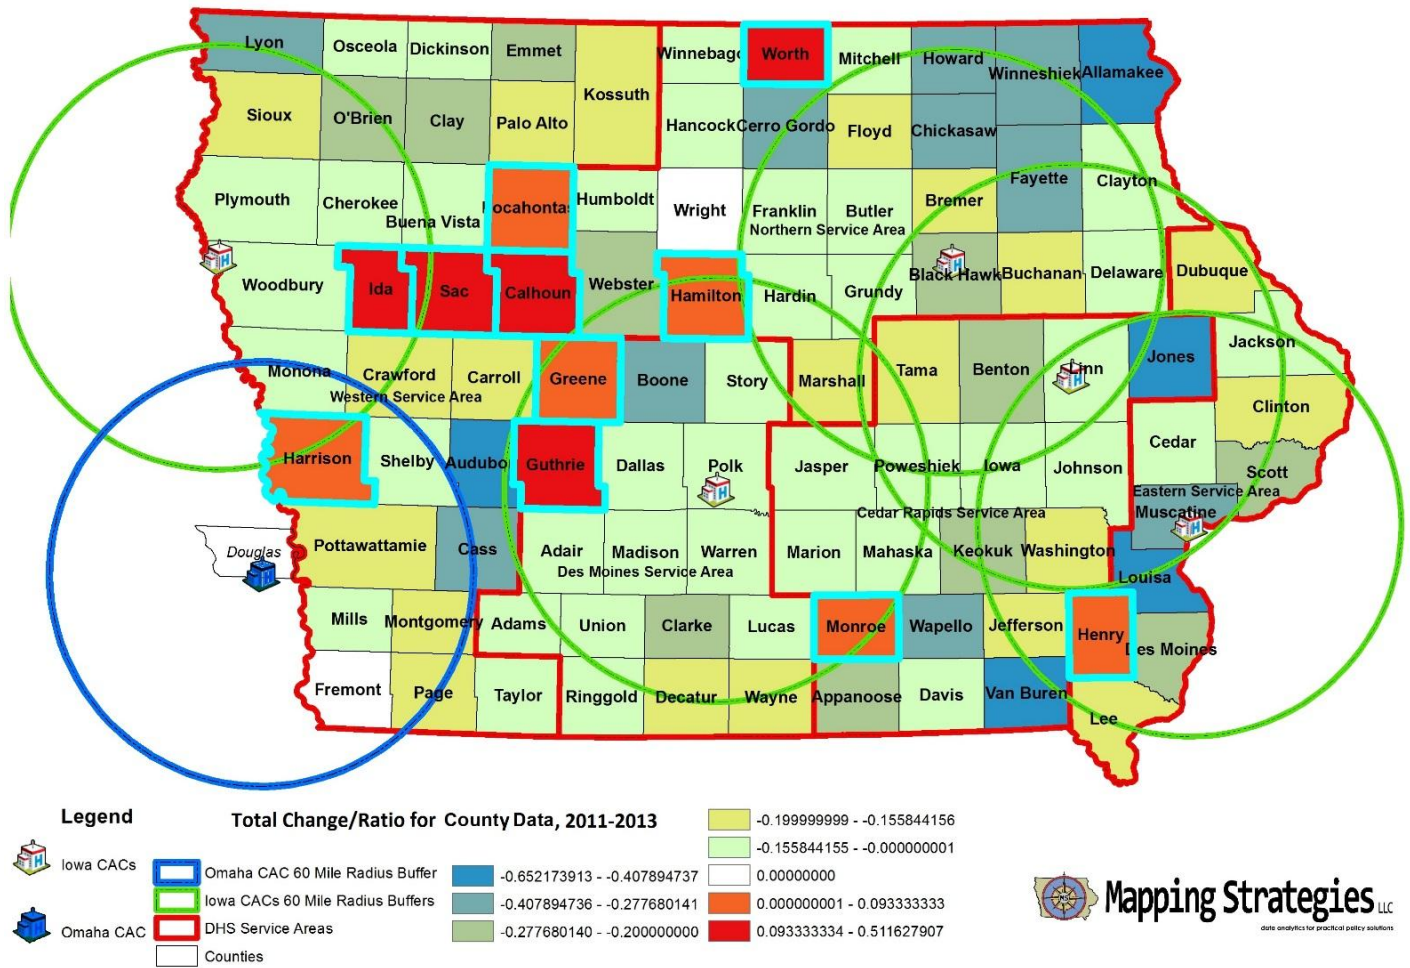 Lyon
Osceola
Dickinson
Emmet
Kossuth
Winnebago
Worth
Mitchell
Howard
Winneshiek
Allamakee
Sioux
O'Brien
Clay
Palo Alto
Hancock
Cerro Gordo
Floyd
Chickasaw
Fayette
Clayton
Plymouth
Cherokee
Buena Vista
Pocahontas
Humboldt
Wright
Franklin
Butler
Northern Service Area
Bremer
Woodbury
Ida
Sac
Calhoun
Webster
Hamilton
Hardin
Grundy
Black Hawk
Buchanan
Delaware
Dubuque
Monona
Crawford
Western Service Area
Carroll
Greene
Boone
Story
Marshall
Tama
Benton
Linn
Jones
Jackson
Clinton
Harrison
Shelby
Audubo
Guthrie
Dallas
Polk
Jasper
Poweshiek
Iowa
Johnson
Cedar
Scott
Eastern Service Area
Muscatine
Douglas
Pottawattamie
Cass
Adair
Madison
Warren
Des Moines Service Area
Marion
Mahaska
Cedar Rapids Service Area
Keokuk
Washington
Louisa
Mills
Montgomery
Adams
Union
Clarke
Lucas
Monroe
Wapello
Jefferson
Henry
Des Moines
Fremont
Page
Taylor
Ringgold
Decatur
Wayne
Appanoose
Davis
Van Buren
Lee
Legend
Iowa CACs
Omaha CAC
Omaha CAC 60 Mile Radius Buffer
Iowa CACs 60 Mile Radius Buffers
DHS Service Areas
Counties
Total Change/Ratio for County Data, 2011-2013
-0.652173913 - -0.407894737
-0.407894736 - -0.277680141
-0.277680140 - -0.200000000
-0.199999999 - -0.155844156
-0.155844155 - -0.000000001
0.00000000
0.000000001 - 0.093333333
0.093333334 - 0.511627907
Mapping Strategies LLC
data analytics for practical policy solutions